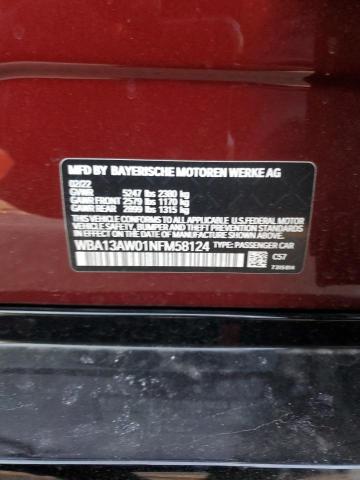 MFD BY BAYERISCHE MOTOREN WERKE AG
02/22
GVWR 5247 lbs 2380 kg
GAWR FRONT 2579 lbs 1170 kg
GAWR REAR 2899 lbs 1315 kg
THIS VEHICLE CONFORMS TO ALL APPLICABLE U.S. FEDERAL MOTOR
VEHICLE SAFETY, BUMPER AND THEFT PREVENTION STANDARDS IN
EFFECT ON THE DATE OF MANUFACTURE SHOWN ABOVE.
WBA13AW01NFM58124 TYPE: PASSENGER CAR
C57